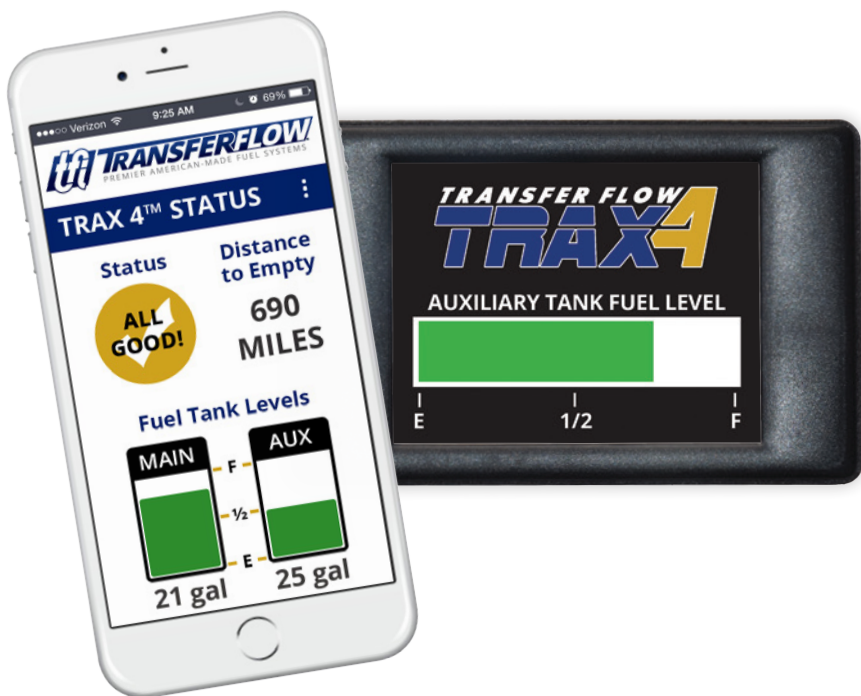 ●●●○○ Verizon 9:25 AM 69%
tfi TRANSFERFLOW
PREMIER AMERICAN-MADE FUEL SYSTEMS
TRAX 4™ STATUS
Status
Distance
to Empty
ALL
GOOD!
690
MILES
Fuel Tank Levels
MAIN
AUX
F
½
E
21 gal
25 gal
TRANSFER FLOW
TRAX4
AUXILIARY TANK FUEL LEVEL
E 1/2 F